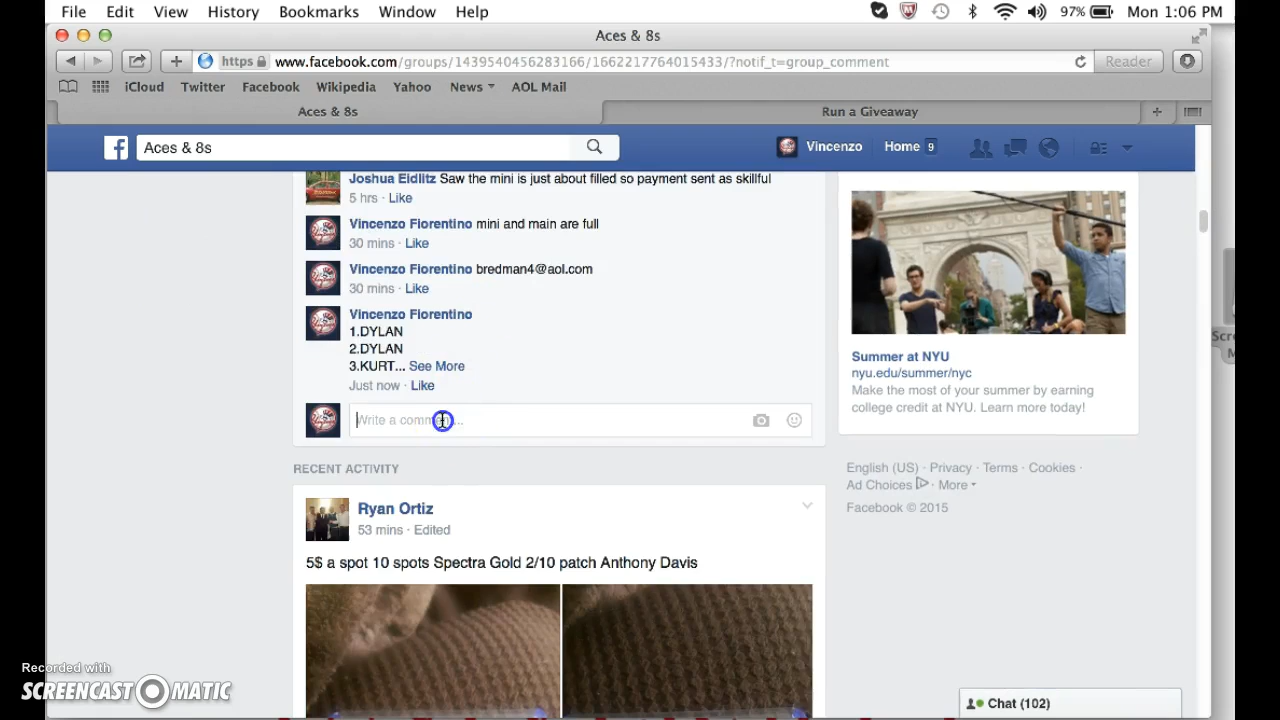 File Edit View History Bookmarks Window Help 97% Mon 1:06 PM
Aces & 8s
https www.facebook.com/groups/1439540456283166/1662217764015433/?notif_t=group_comment Reader
iCloud Twitter Facebook Wikipedia Yahoo News AOL Mail
Aces & 8s Run a Giveaway
Aces & 8s Vincenzo Home 9
Joshua Eidlitz Saw the mini is just about filled so payment sent as skillful
5 hrs · Like
Vincenzo Fiorentino mini and main are full
30 mins · Like
Vincenzo Fiorentino bredman4@aol.com
30 mins · Like
Vincenzo Fiorentino
1.DYLAN
2.DYLAN
3.KURT... See More
Just now · Like
Write a comment...
RECENT ACTIVITY
Ryan Ortiz
53 mins · Edited
5$ a spot 10 spots Spectra Gold 2/10 patch Anthony Davis
Summer at NYU
nyu.edu/summer/nyc
Make the most of your summer by earning
college credit at NYU. Learn more today!
English (US) · Privacy · Terms · Cookies ·
Ad Choices · More
Facebook © 2015
Chat (102)
Recorded with
SCREENCAST O MATIC